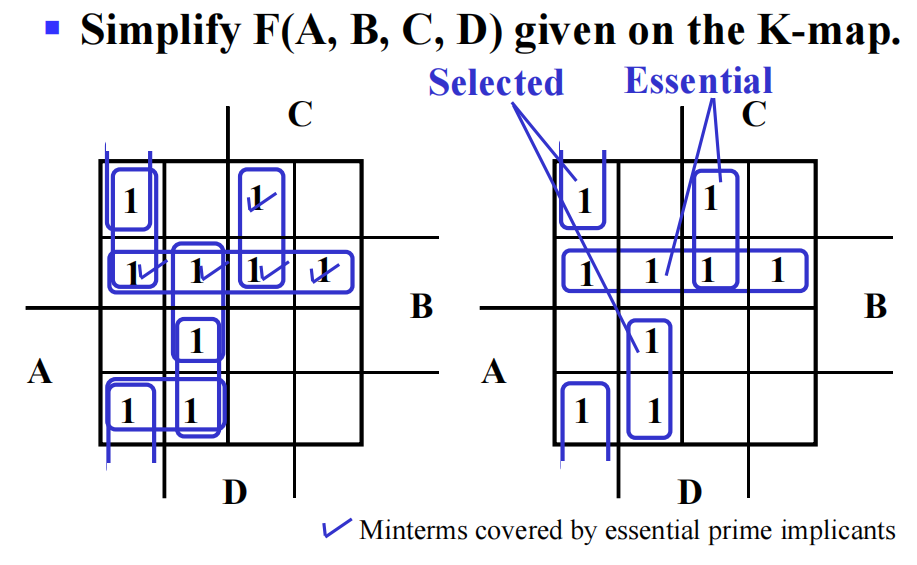 ▪ Simplify F(A, B, C, D) given on the K-map.
Selected Essential
C C
1 1 1 1
1 1 1 1 1 1 1 1
B B
1 1
A A
1 1 1 1
D D
✓ Minterms covered by essential prime implicants